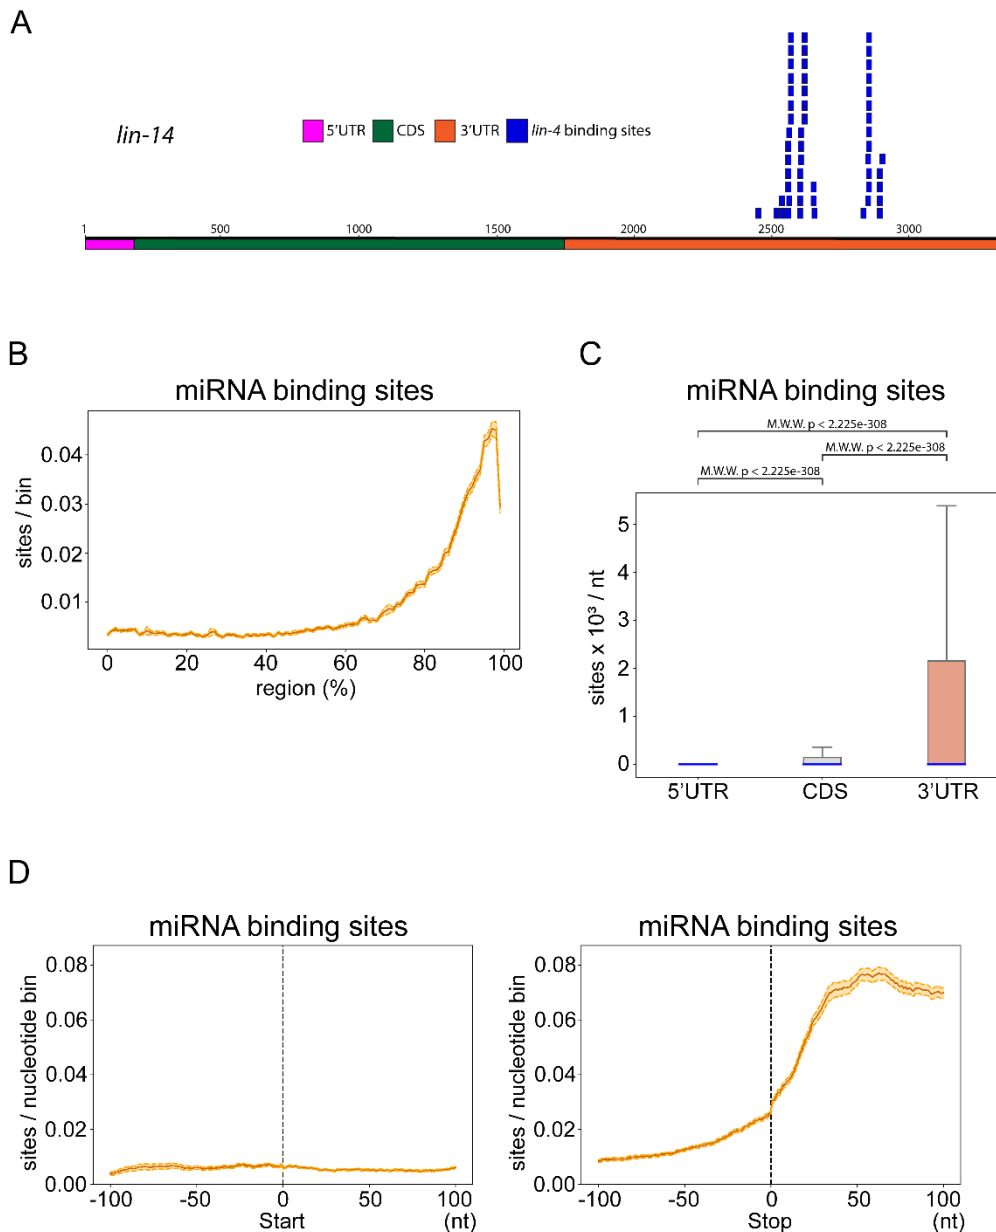 A
lin-14
5'UTR CDS 3'UTR lin-4 binding sites
1 500 1000 1500 2000 2500 3000
B
miRNA binding sites
sites / bin
0.04
0.03
0.02
0.01
0 20 40 60 80 100
region (%)
C
miRNA binding sites
M.W.W. p < 2.225e-308
M.W.W. p < 2.225e-308
M.W.W. p < 2.225e-308
sites x 10³ / nt
5
4
3
2
1
0
5'UTR CDS 3'UTR
D
miRNA binding sites
sites / nucleotide bin
0.08
0.06
0.04
0.02
0.00
-100 -50 0 50 100
Start (nt)
miRNA binding sites
sites / nucleotide bin
0.08
0.06
0.04
0.02
0.00
-100 -50 0 50 100
Stop (nt)